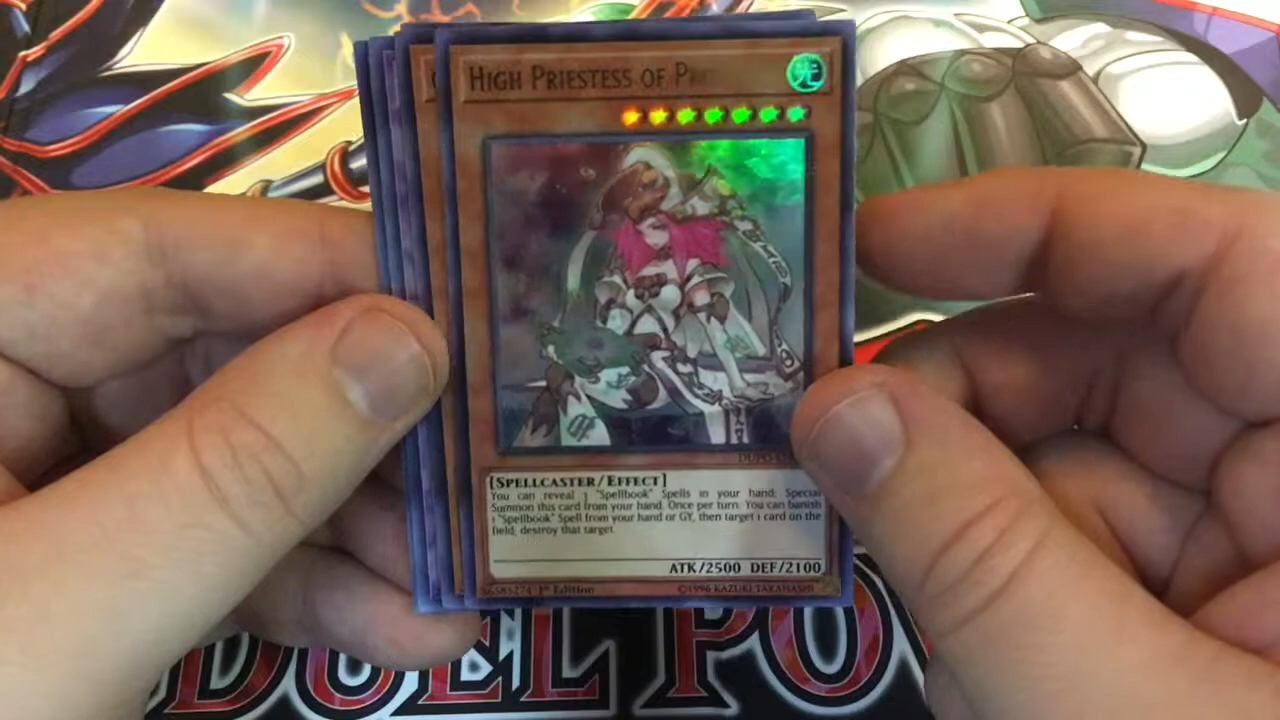 HIGH PRIESTESS OF
光
[SPELLCASTER/EFFECT]
You can reveal 3 "Spellbook" Spells in your hand; Special
Summon this card from your hand. Once per turn: You can banish
1 "Spellbook" Spell from your hand or GY, then target 1 card on the
field; destroy that target.
ATK/2500 DEF/2100
1st Edition
©1996 KAZUKI TAKAHASHI
DUEL PO